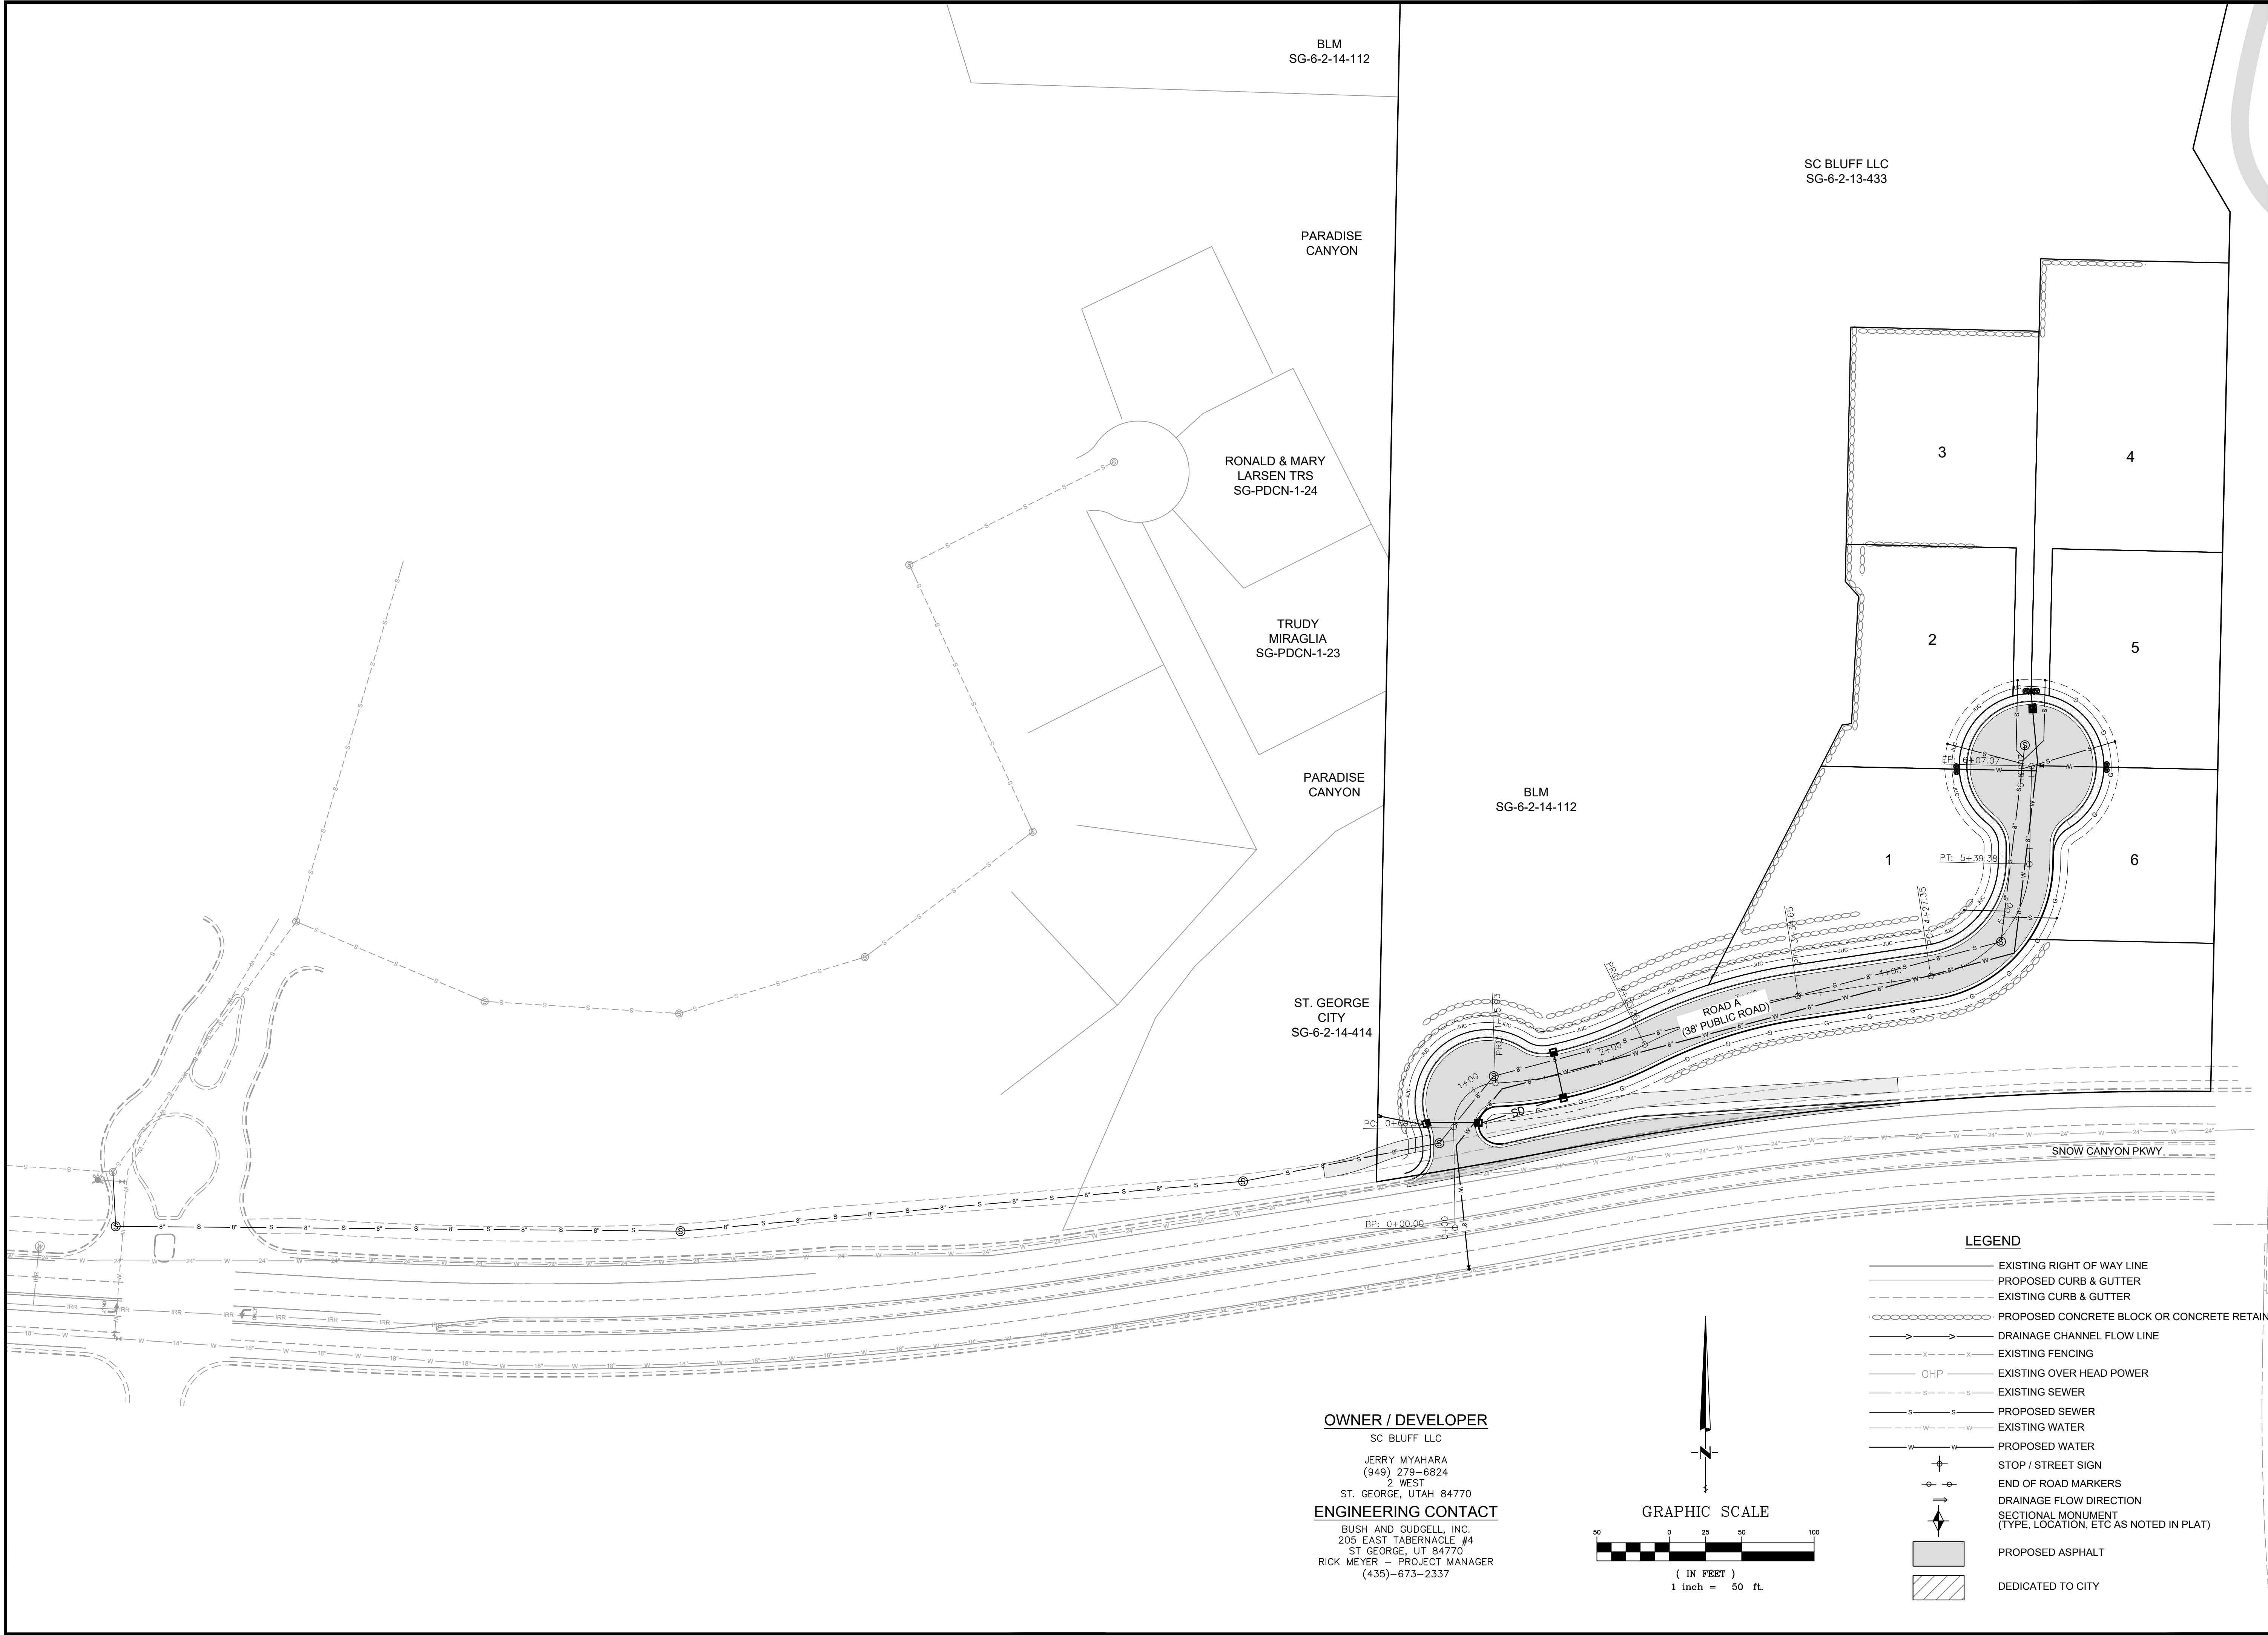 BLM
SG-6-2-14-112
SC BLUFF LLC
SG-6-2-13-433
PARADISE
CANYON
RONALD & MARY
LARSEN TRS
SG-PDCN-1-24
3
4
TRUDY
MIRAGLIA
SG-PDCN-1-23
2
5
PARADISE
CANYON
BLM
SG-6-2-14-112
6+07.07
1
PT: 5+39.38
6
PC: 4+27.35
5+00
4+00
ROAD A
(38' PUBLIC ROAD)
2+00
1+00
ST. GEORGE
CITY
SG-6-2-14-414
SD
BP: 0+00.00
0+00
SNOW CANYON PKWY
LEGEND
EXISTING RIGHT OF WAY LINE
PROPOSED CURB & GUTTER
EXISTING CURB & GUTTER
PROPOSED CONCRETE BLOCK OR CONCRETE RETAIN
DRAINAGE CHANNEL FLOW LINE
EXISTING FENCING
OHP EXISTING OVER HEAD POWER
S S EXISTING SEWER
S S PROPOSED SEWER
W W EXISTING WATER
W W PROPOSED WATER
STOP / STREET SIGN
END OF ROAD MARKERS
DRAINAGE FLOW DIRECTION
SECTIONAL MONUMENT
(TYPE, LOCATION, ETC AS NOTED IN PLAT)
PROPOSED ASPHALT
DEDICATED TO CITY
OWNER / DEVELOPER
SC BLUFF LLC
JERRY MYAHARA
(949) 279-6824
2 WEST
ST. GEORGE, UTAH 84770
ENGINEERING CONTACT
BUSH AND GUDGELL, INC.
205 EAST TABERNACLE #4
ST GEORGE, UT 84770
RICK MEYER - PROJECT MANAGER
(435)-673-2337
N
GRAPHIC SCALE
50 0 25 50 100
( IN FEET )
1 inch = 50 ft.